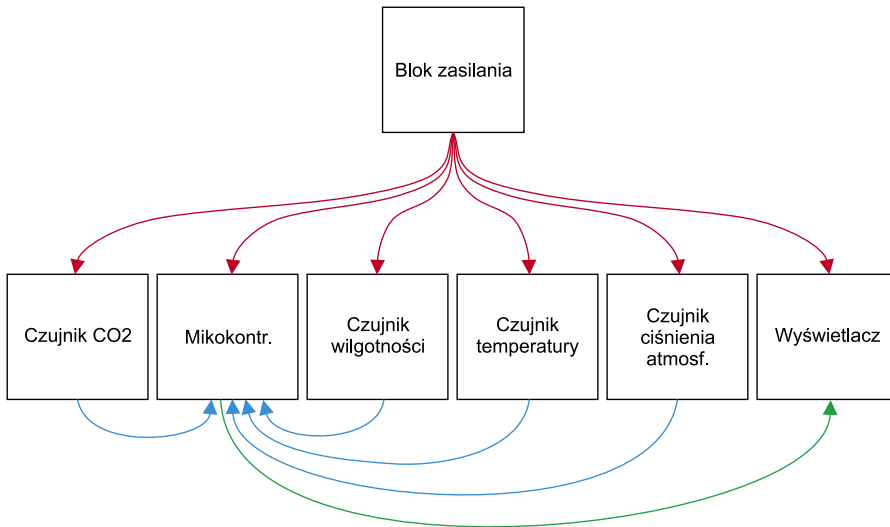 Blok zasilania
Czujnik CO2
Mikokontr.
Czujnik
wilgotności
Czujnik
temperatury
Czujnik
ciśnienia
atmosf.
Wyświetlacz